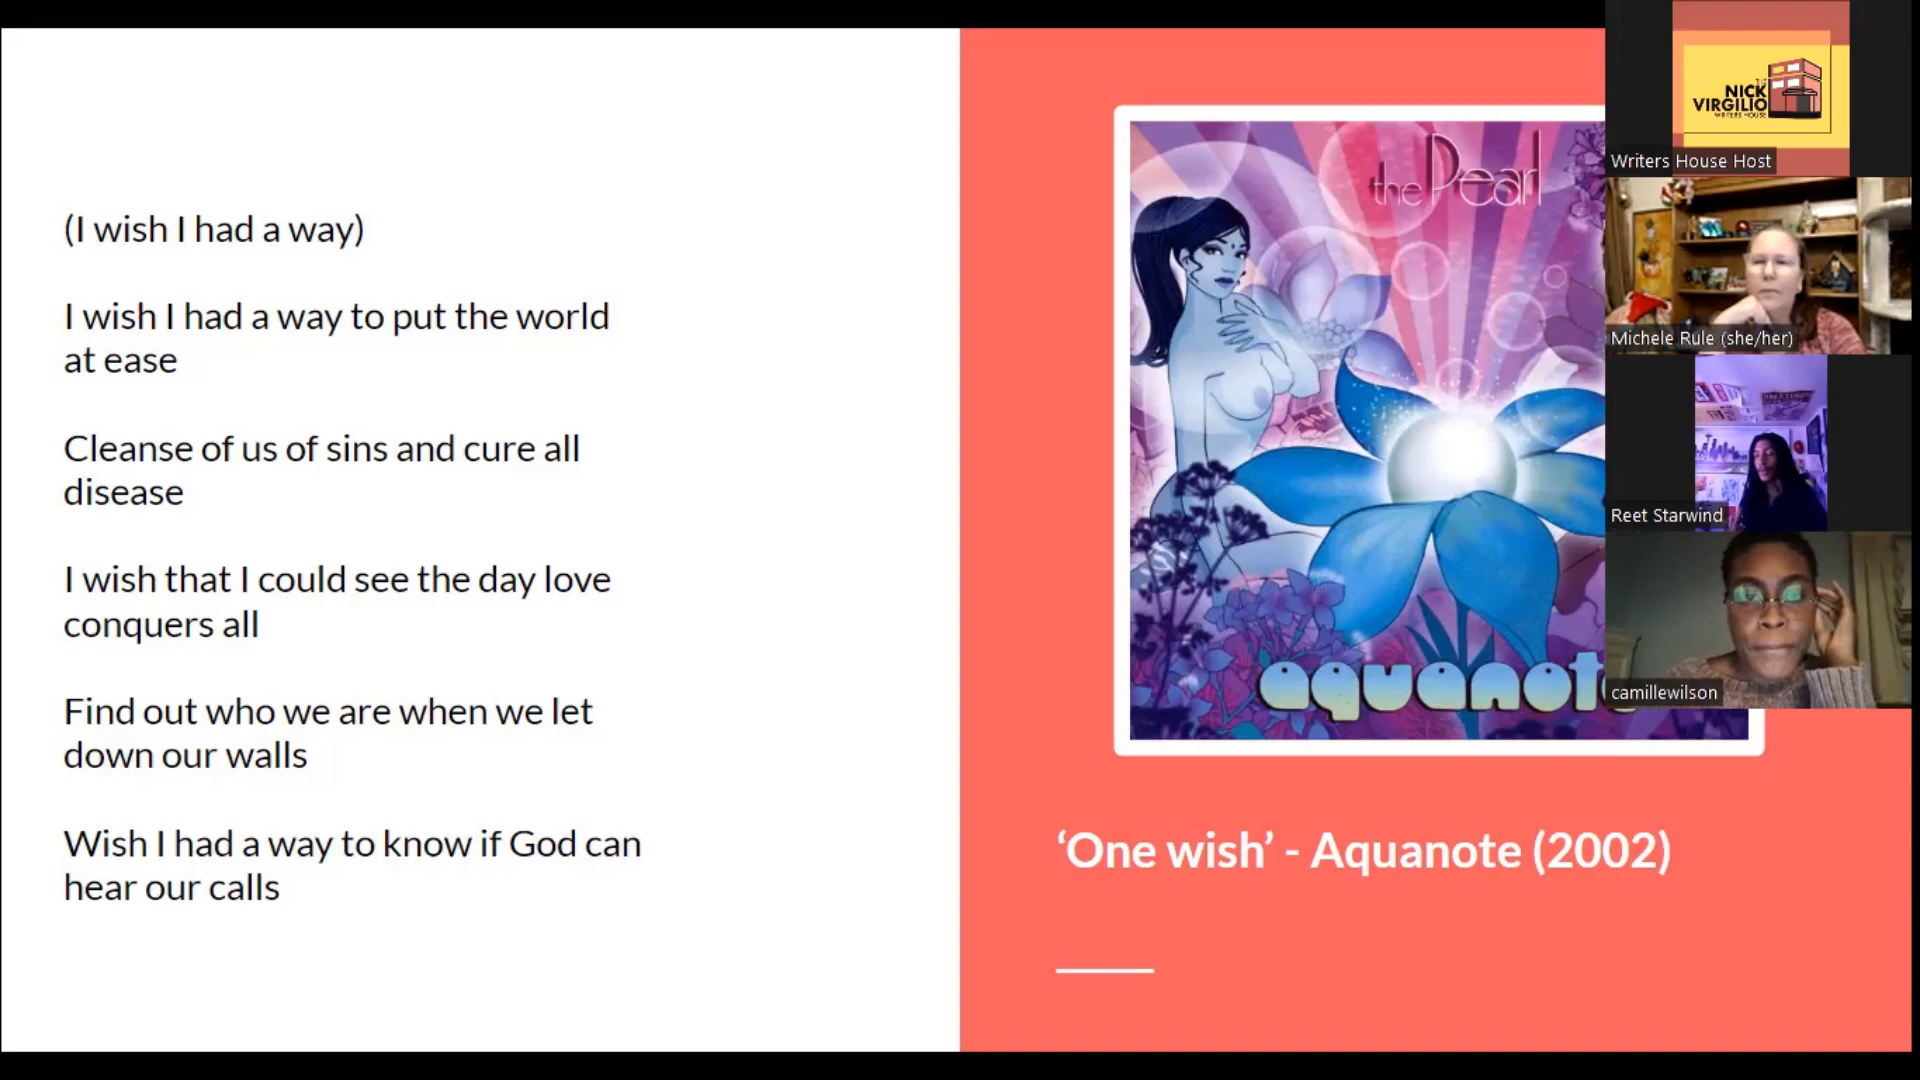 (I wish I had a way)
I wish I had a way to put the world
at ease
Cleanse of us of sins and cure all
disease
I wish that I could see the day love
conquers all
Find out who we are when we let
down our walls
Wish I had a way to know if God can
hear our calls
the Pearl
aquanote
‘One wish’ - Aquanote (2002)
THE
NICK
VIRGILIO
WRITERS HOUSE
Writers House Host
Michele Rule (she/her)
Reet Starwind
camillewilson